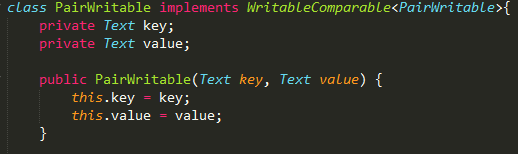 class PairWritable implements WritableComparable<PairWritable>{
private Text key;
private Text value;
public PairWritable(Text key, Text value) {
this.key = key;
this.value = value;
}